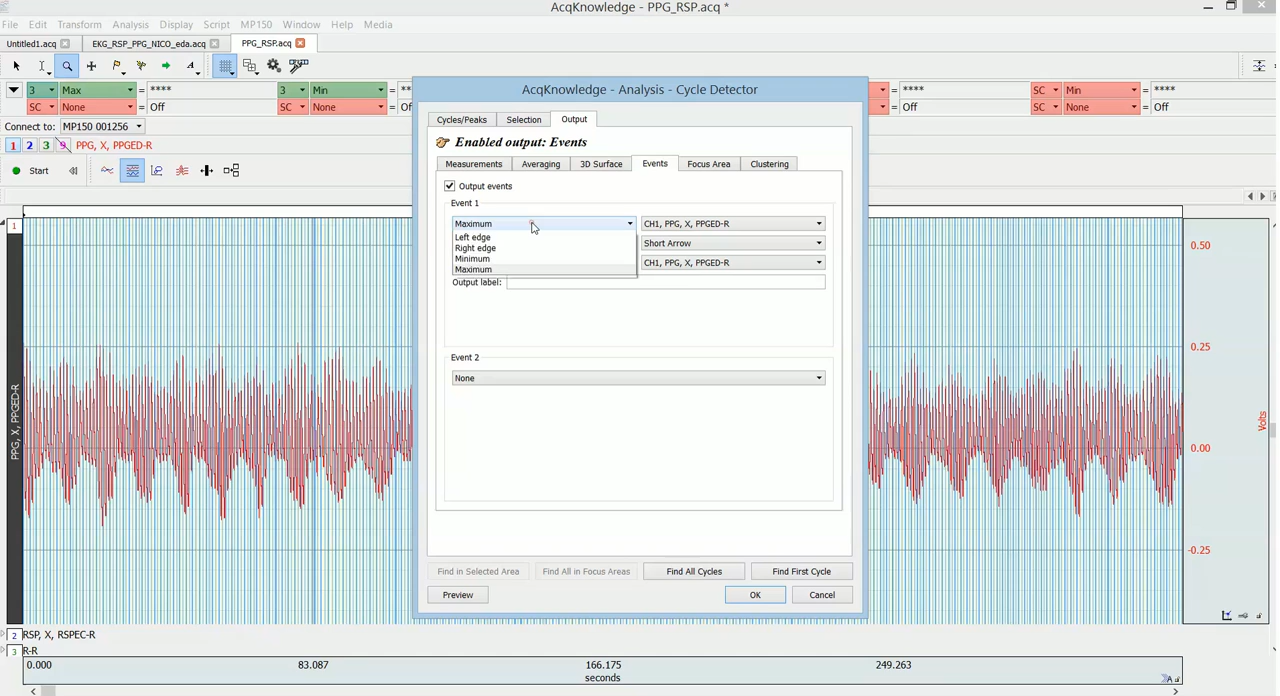 AcqKnowledge - PPG_RSP.acq *
File Edit Transform Analysis Display Script MP150 Window Help Media
Untitled1.acq EKG_RSP_PPG_NICO_eda.acq PPG_RSP.acq
3 Max = **** 3 Min = ** = **** SC Min = ****
SC None = Off SC None = Of = Off SC None = Off
Connect to: MP150 001256
1 2 3 9 PPG, X, PPGED-R
Start
AcqKnowledge - Analysis - Cycle Detector
Cycles/Peaks Selection Output
Enabled output: Events
Measurements Averaging 3D Surface Events Focus Area Clustering
Output events
Event 1
Maximum CH1, PPG, X, PPGED-R
Left edge
Right edge Short Arrow
Minimum CH1, PPG, X, PPGED-R
Maximum
Output label:
Event 2
None
Find in Selected Area Find All in Focus Areas Find All Cycles Find First Cycle
Preview OK Cancel
1
PPG, X, PPGED-R
0.50
0.25
0.00
-0.25
Volts
2 RSP, X, RSPEC-R
3 R-R
0.000 83.087 166.175 249.263
seconds